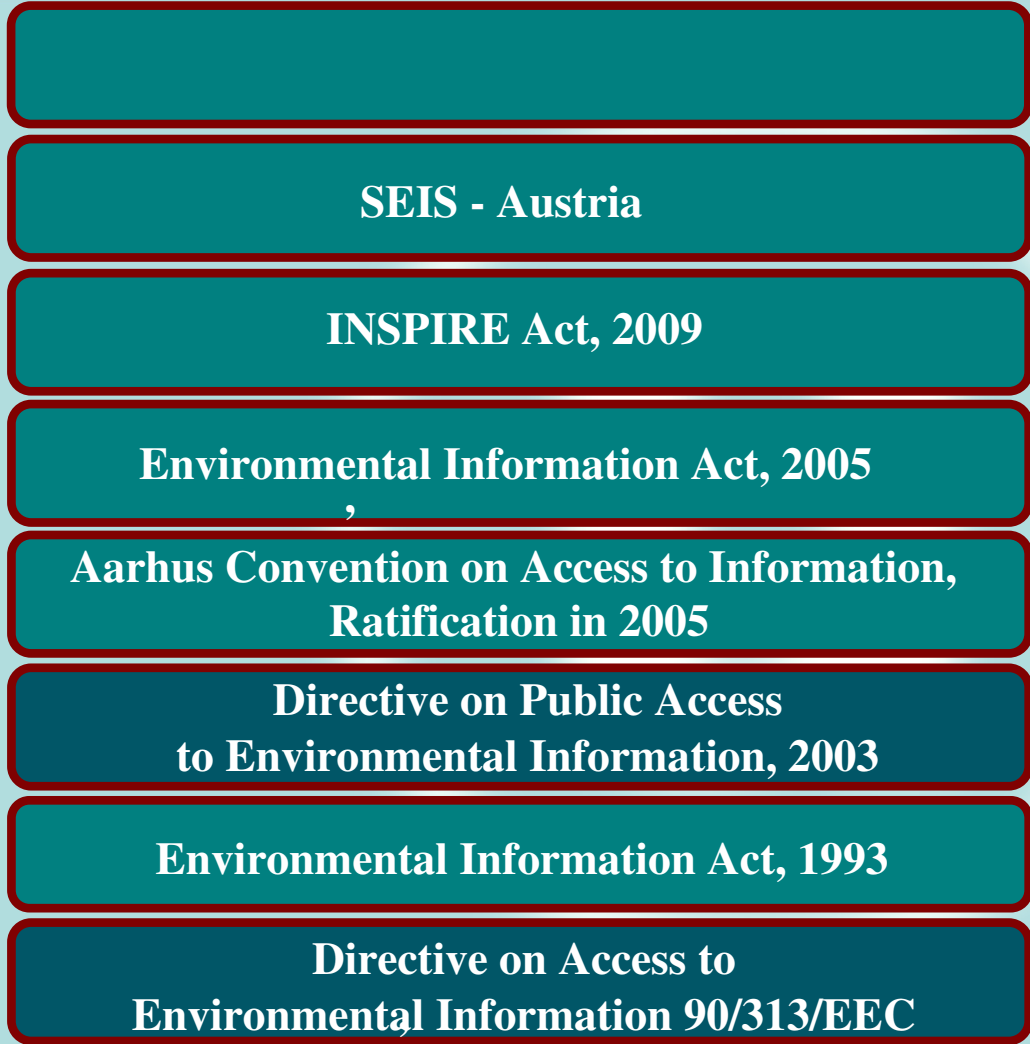 SEIS - Austria
INSPIRE Act, 2009
Environmental Information Act, 2005
,
Aarhus Convention on Access to Information,
Ratification in 2005
Directive on Public Access
to Environmental Information, 2003
Environmental Information Act, 1993
Directive on Access to
Environmental Information 90/313/EEC
,